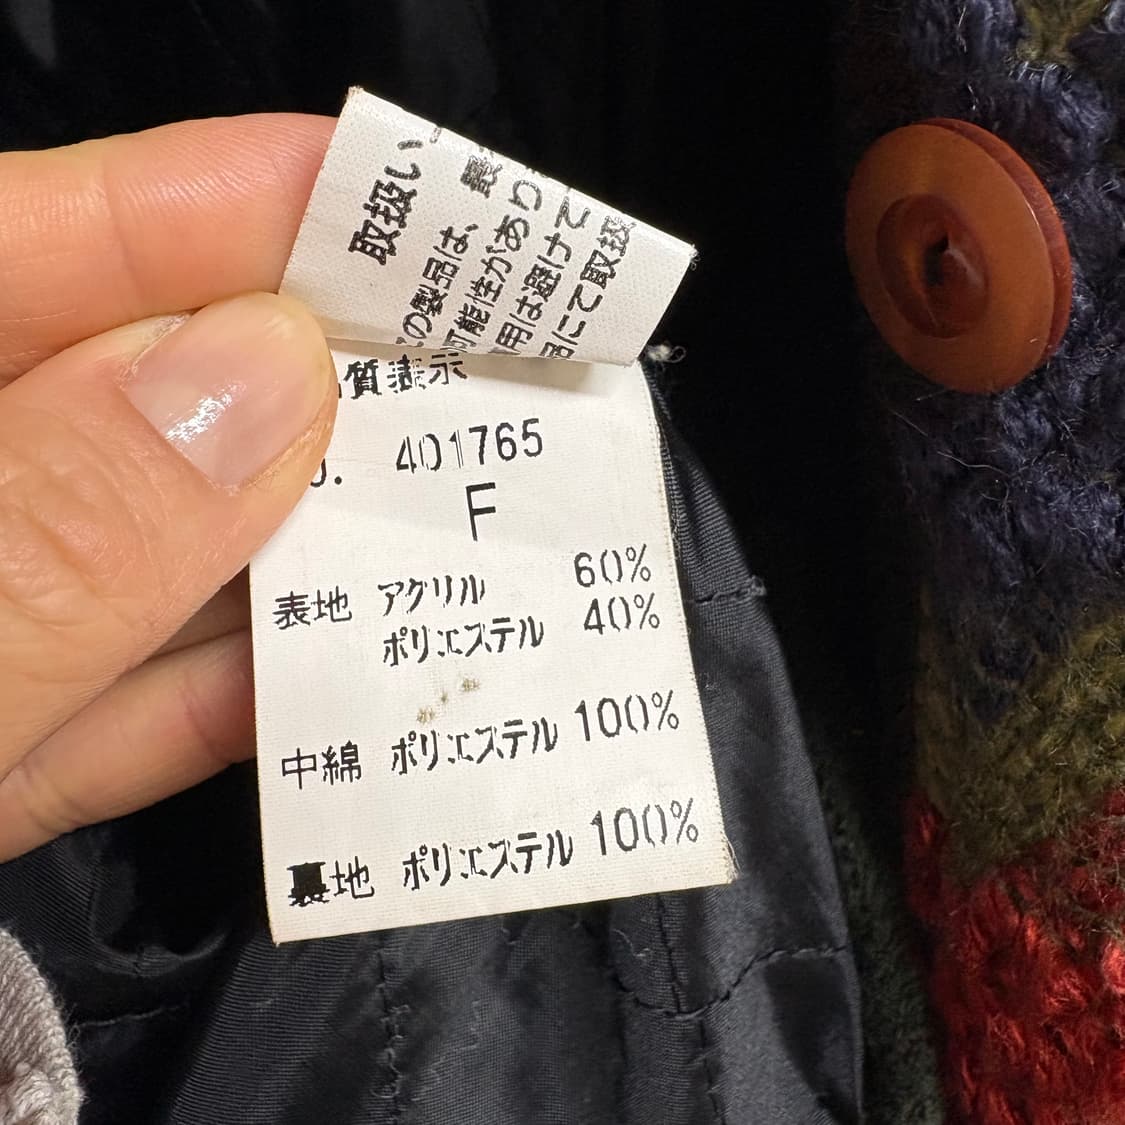 取扱い
の製品は、
可能性があり
用は避けて
にて取扱
質表示
. 401765
F
表地 アクリル 60%
ポリエステル 40%
中綿 ポリエステル 100%
裏地 ポリエステル 100%